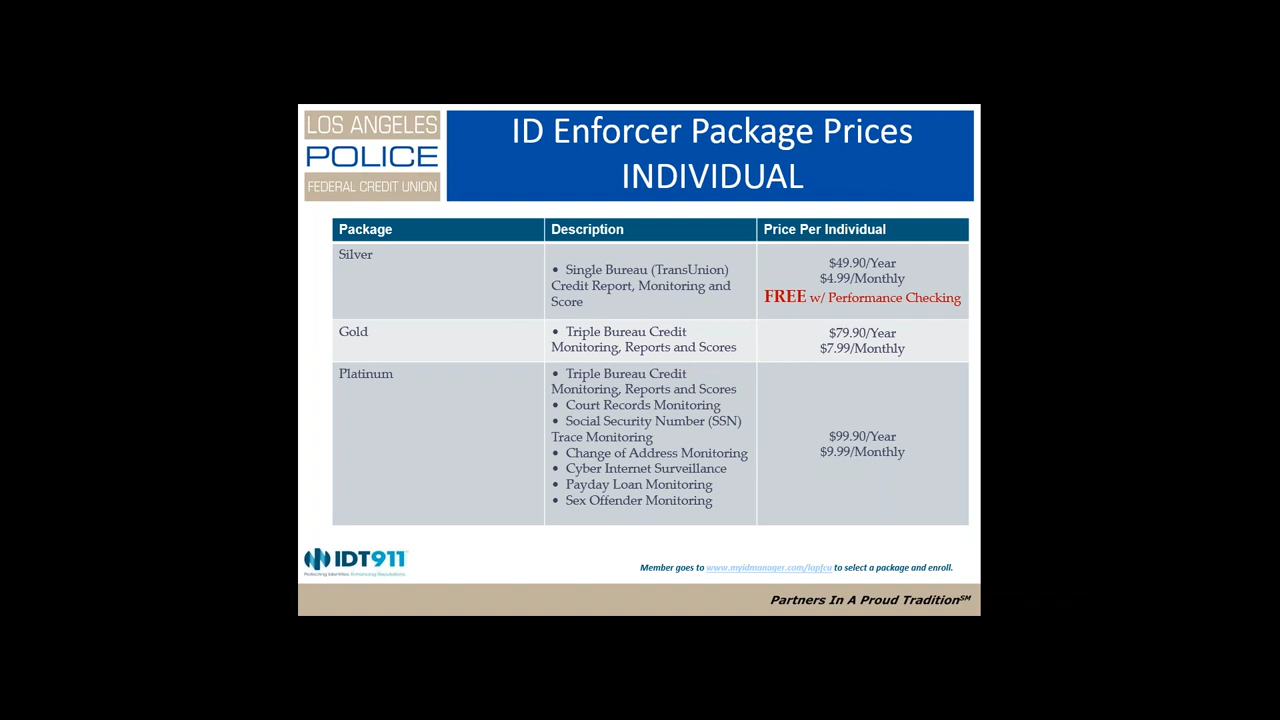 LOS ANGELES
POLICE
FEDERAL CREDIT UNION
ID Enforcer Package Prices
INDIVIDUAL
Package Description Price Per Individual
Silver
• Single Bureau (TransUnion)
Credit Report, Monitoring and
Score
$49.90/Year
$4.99/Monthly
FREE w/ Performance Checking
Gold
• Triple Bureau Credit
Monitoring, Reports and Scores
$79.90/Year
$7.99/Monthly
Platinum
• Triple Bureau Credit
Monitoring, Reports and Scores
• Court Records Monitoring
• Social Security Number (SSN)
Trace Monitoring
• Change of Address Monitoring
• Cyber Internet Surveillance
• Payday Loan Monitoring
• Sex Offender Monitoring
$99.90/Year
$9.99/Monthly
IDT911
Protecting Identities. Enhancing Reputations.
Member goes to www.myidmanager.com/lapfcu to select a package and enroll.
Partners In A Proud Tradition℠